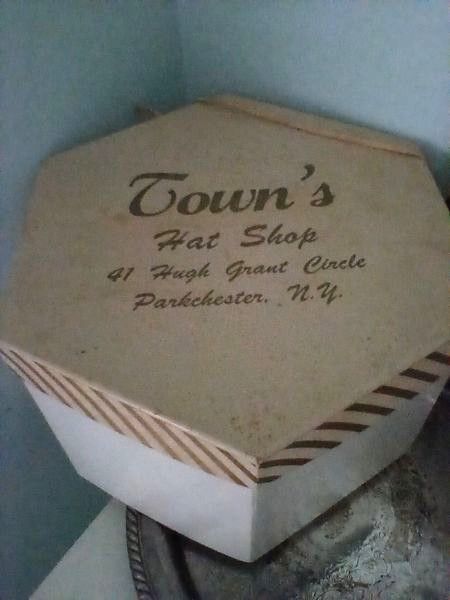 Town's
Hat Shop
41 Hugh Grant Circle
Parkchester, N.Y.